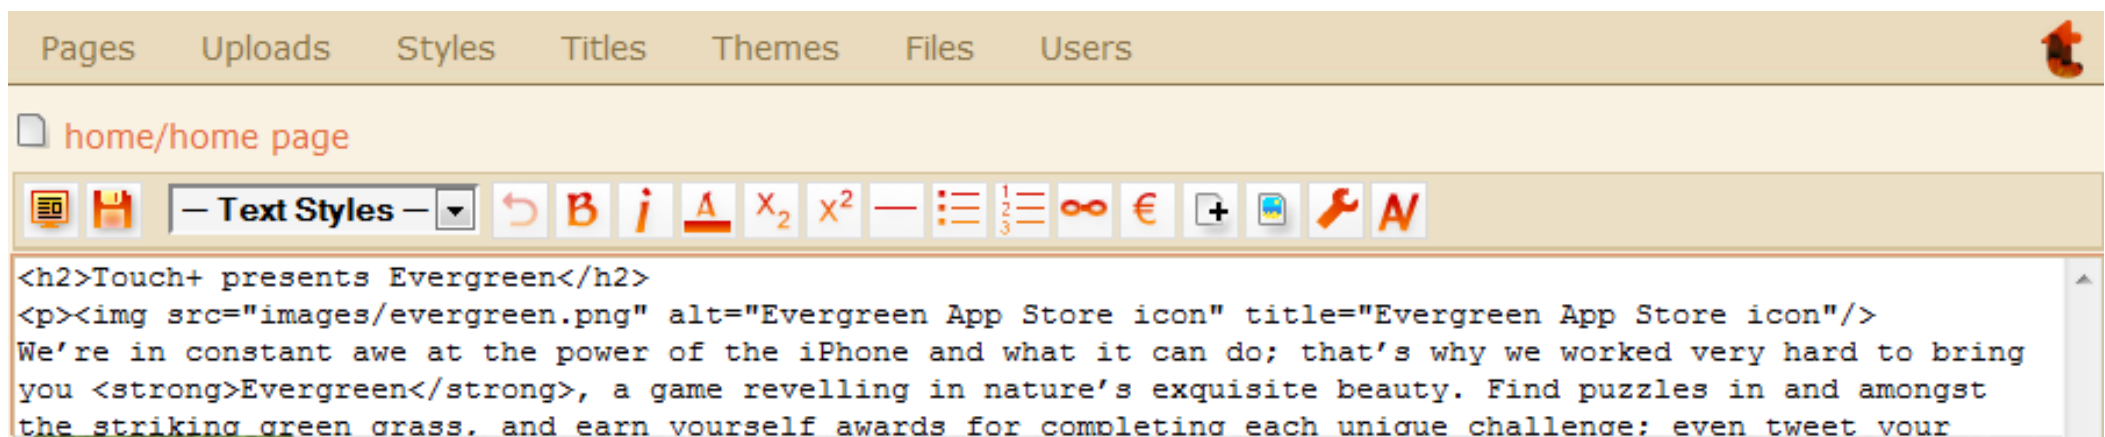 Pages Uploads Styles Titles Themes Files Users t
home/home page
— Text Styles — B i A X2 x2 1 2 3 €
<h2>Touch+ presents Evergreen</h2>
<p><img src="images/evergreen.png" alt="Evergreen App Store icon" title="Evergreen App Store icon"/>
We’re in constant awe at the power of the iPhone and what it can do; that’s why we worked very hard to bring
you <strong>Evergreen</strong>, a game revelling in nature’s exquisite beauty. Find puzzles in and amongst
the striking green grass, and earn yourself awards for completing each unique challenge; even tweet your